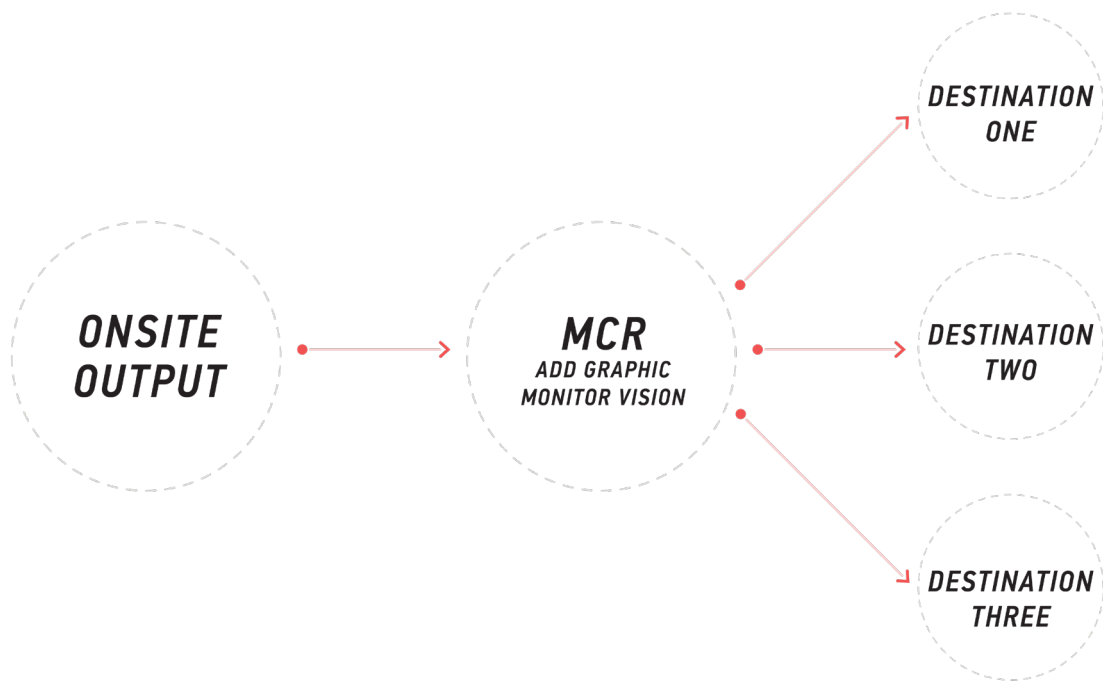 ONSITE
OUTPUT
MCR
ADD GRAPHIC
MONITOR VISION
DESTINATION
ONE
DESTINATION
TWO
DESTINATION
THREE